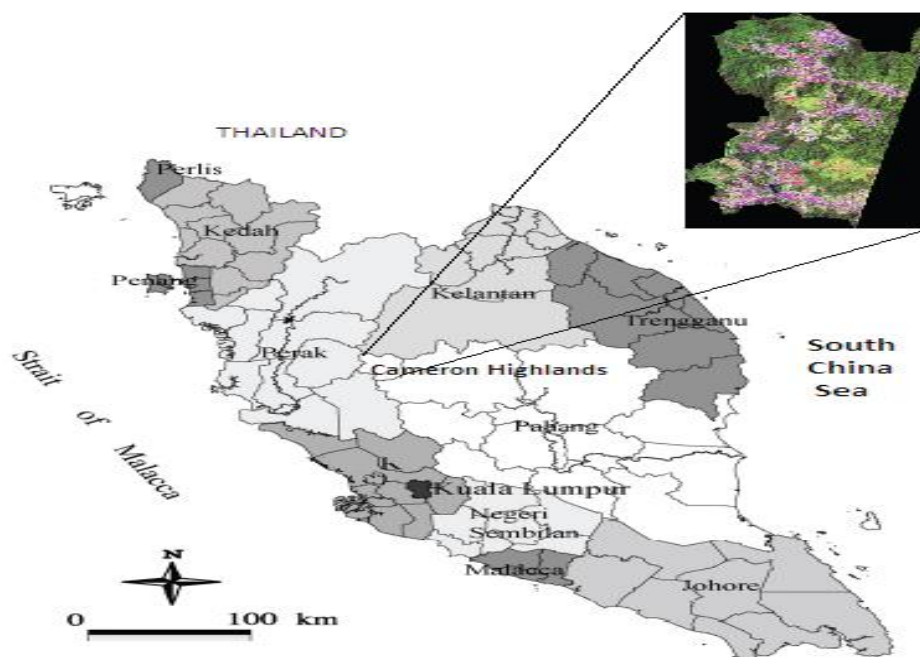 THAILAND
Perlis
Kedah
Penang
Kelantan
Trengganu
Perak
Cameron Highlands
South
China
Sea
Strait of Malacca
Pahang
Kuala Lumpur
Negeri
Sembilan
Malacca
Johore
N
0 100 km